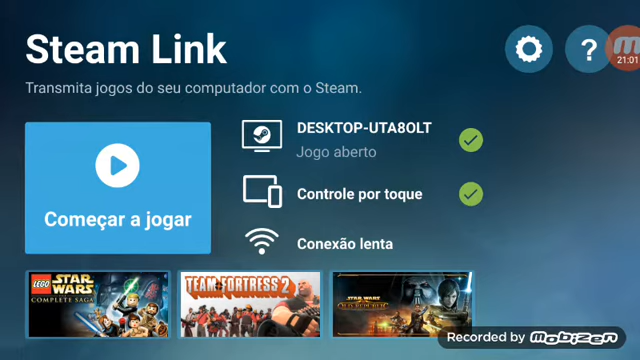 Steam Link
Transmita jogos do seu computador com o Steam.
?
21:01
Começar a jogar
DESKTOP-UTA8OLT
Jogo aberto
Controle por toque
Conexão lenta
LEGO STAR WARS
COMPLETE SAGA
TEAM FORTRESS 2
STAR WARS
Recorded by mobizen